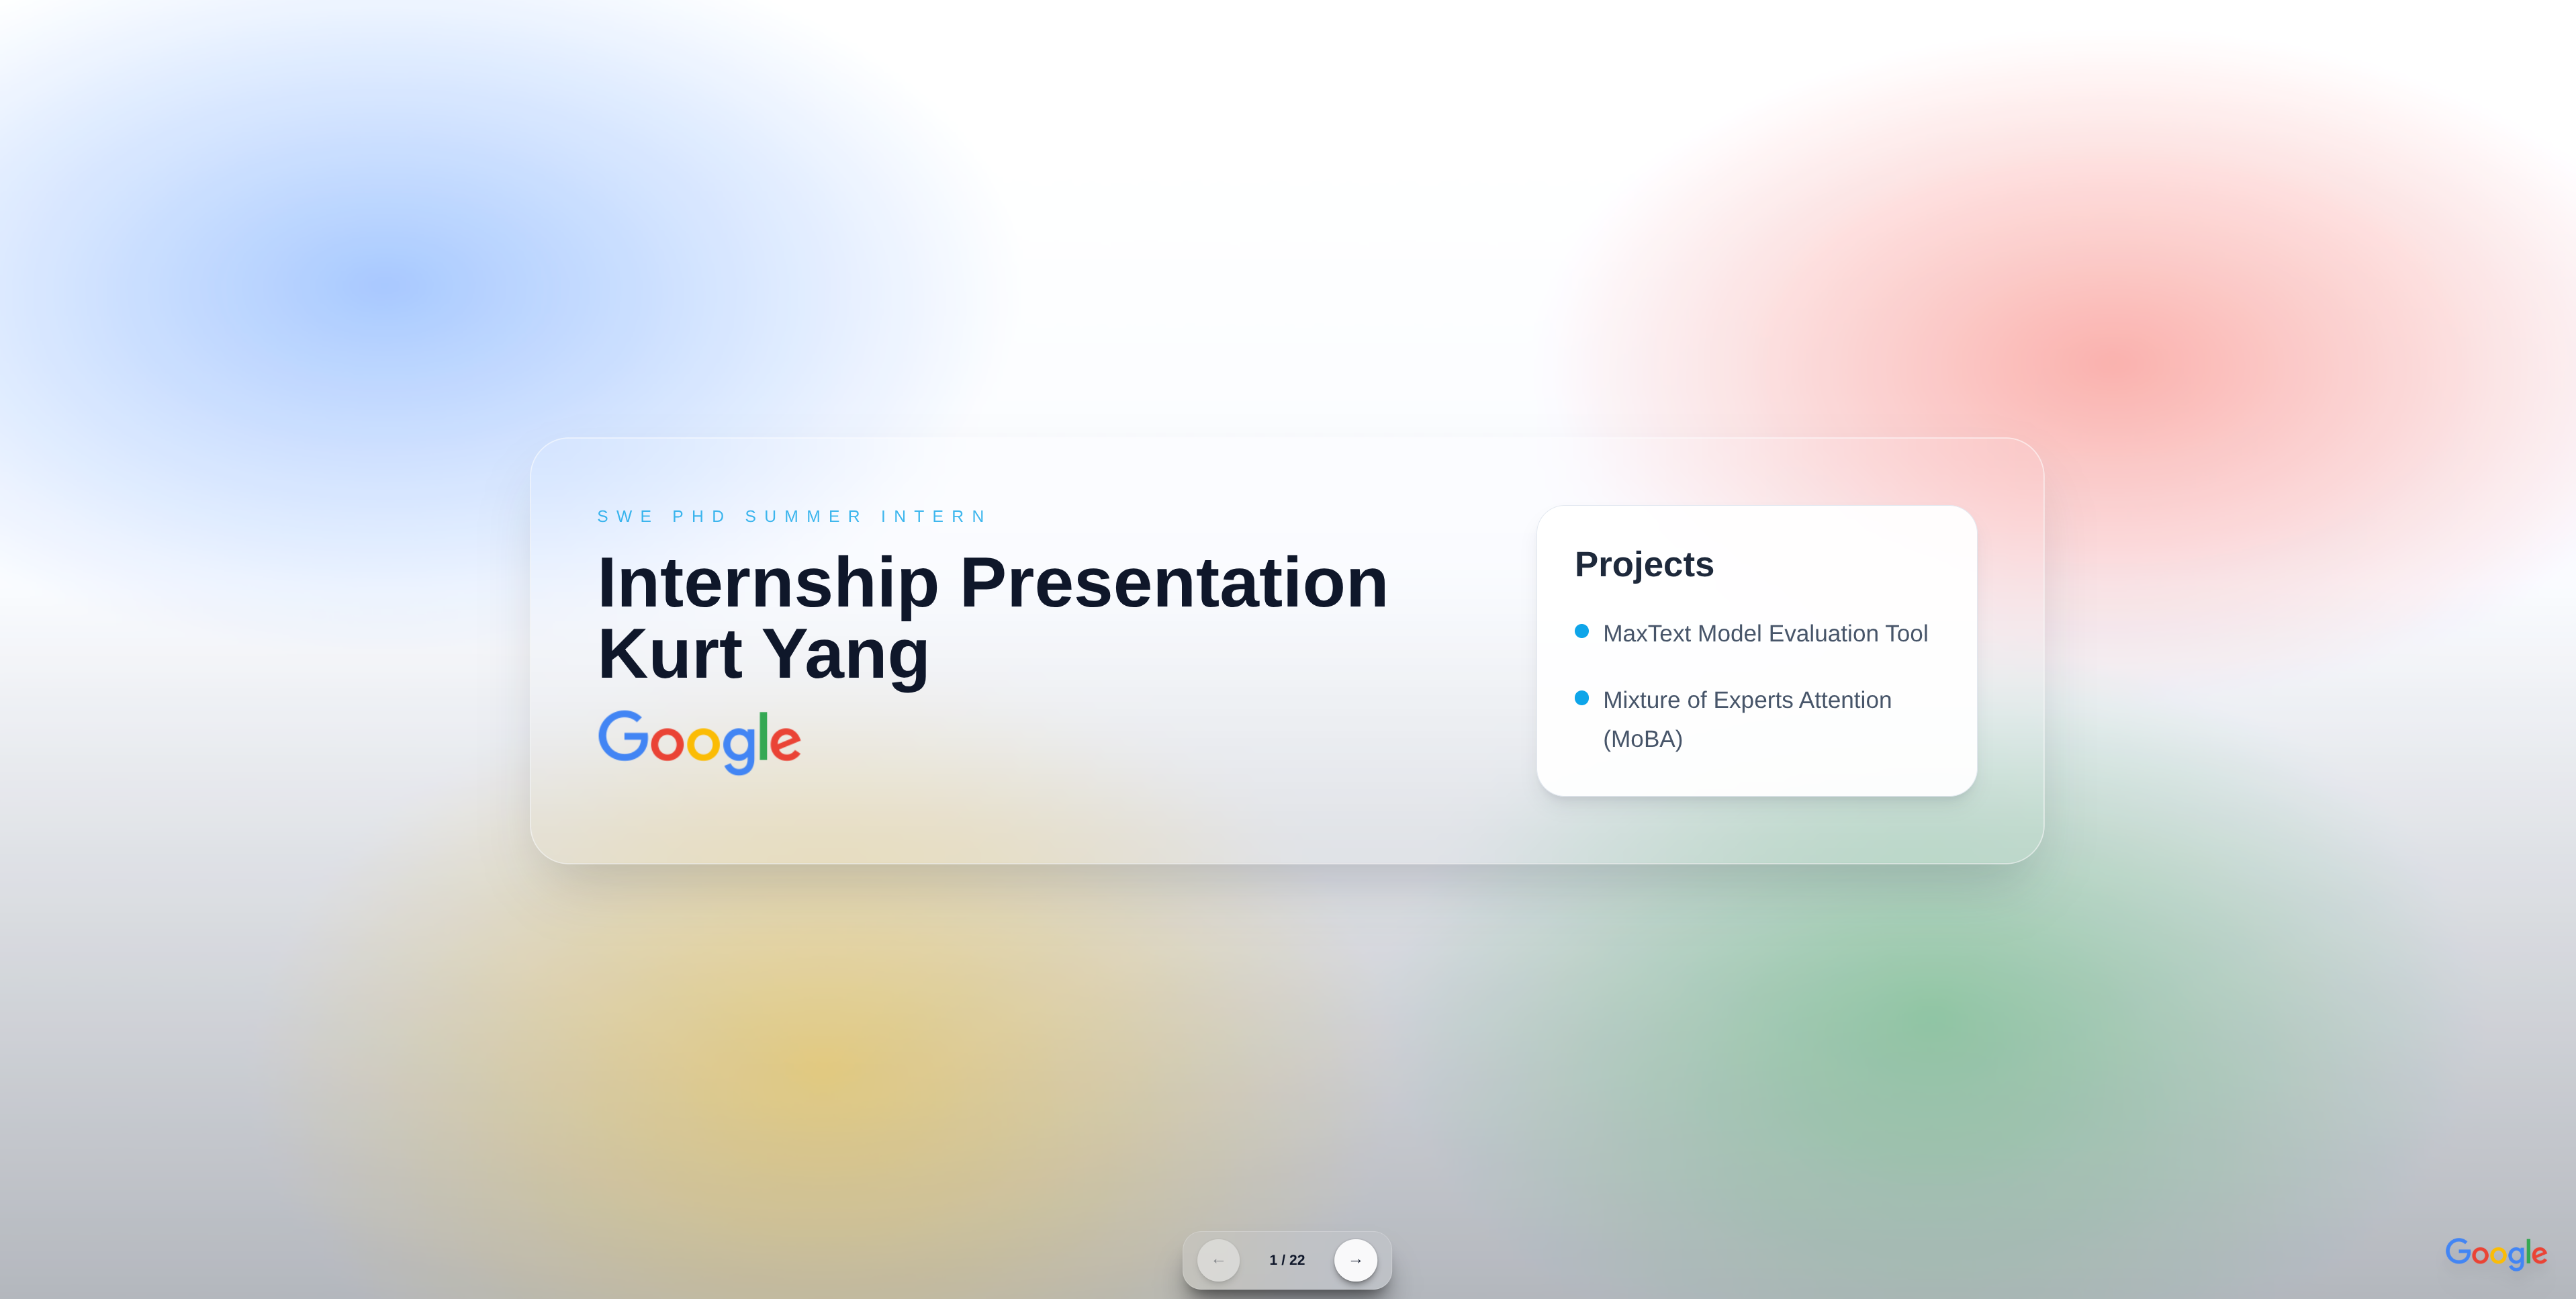 SWE PHD SUMMER INTERN
Internship Presentation
Kurt Yang
Google
Projects
MaxText Model Evaluation Tool
Mixture of Experts Attention
(MoBA)
←
1 / 22
→
Google